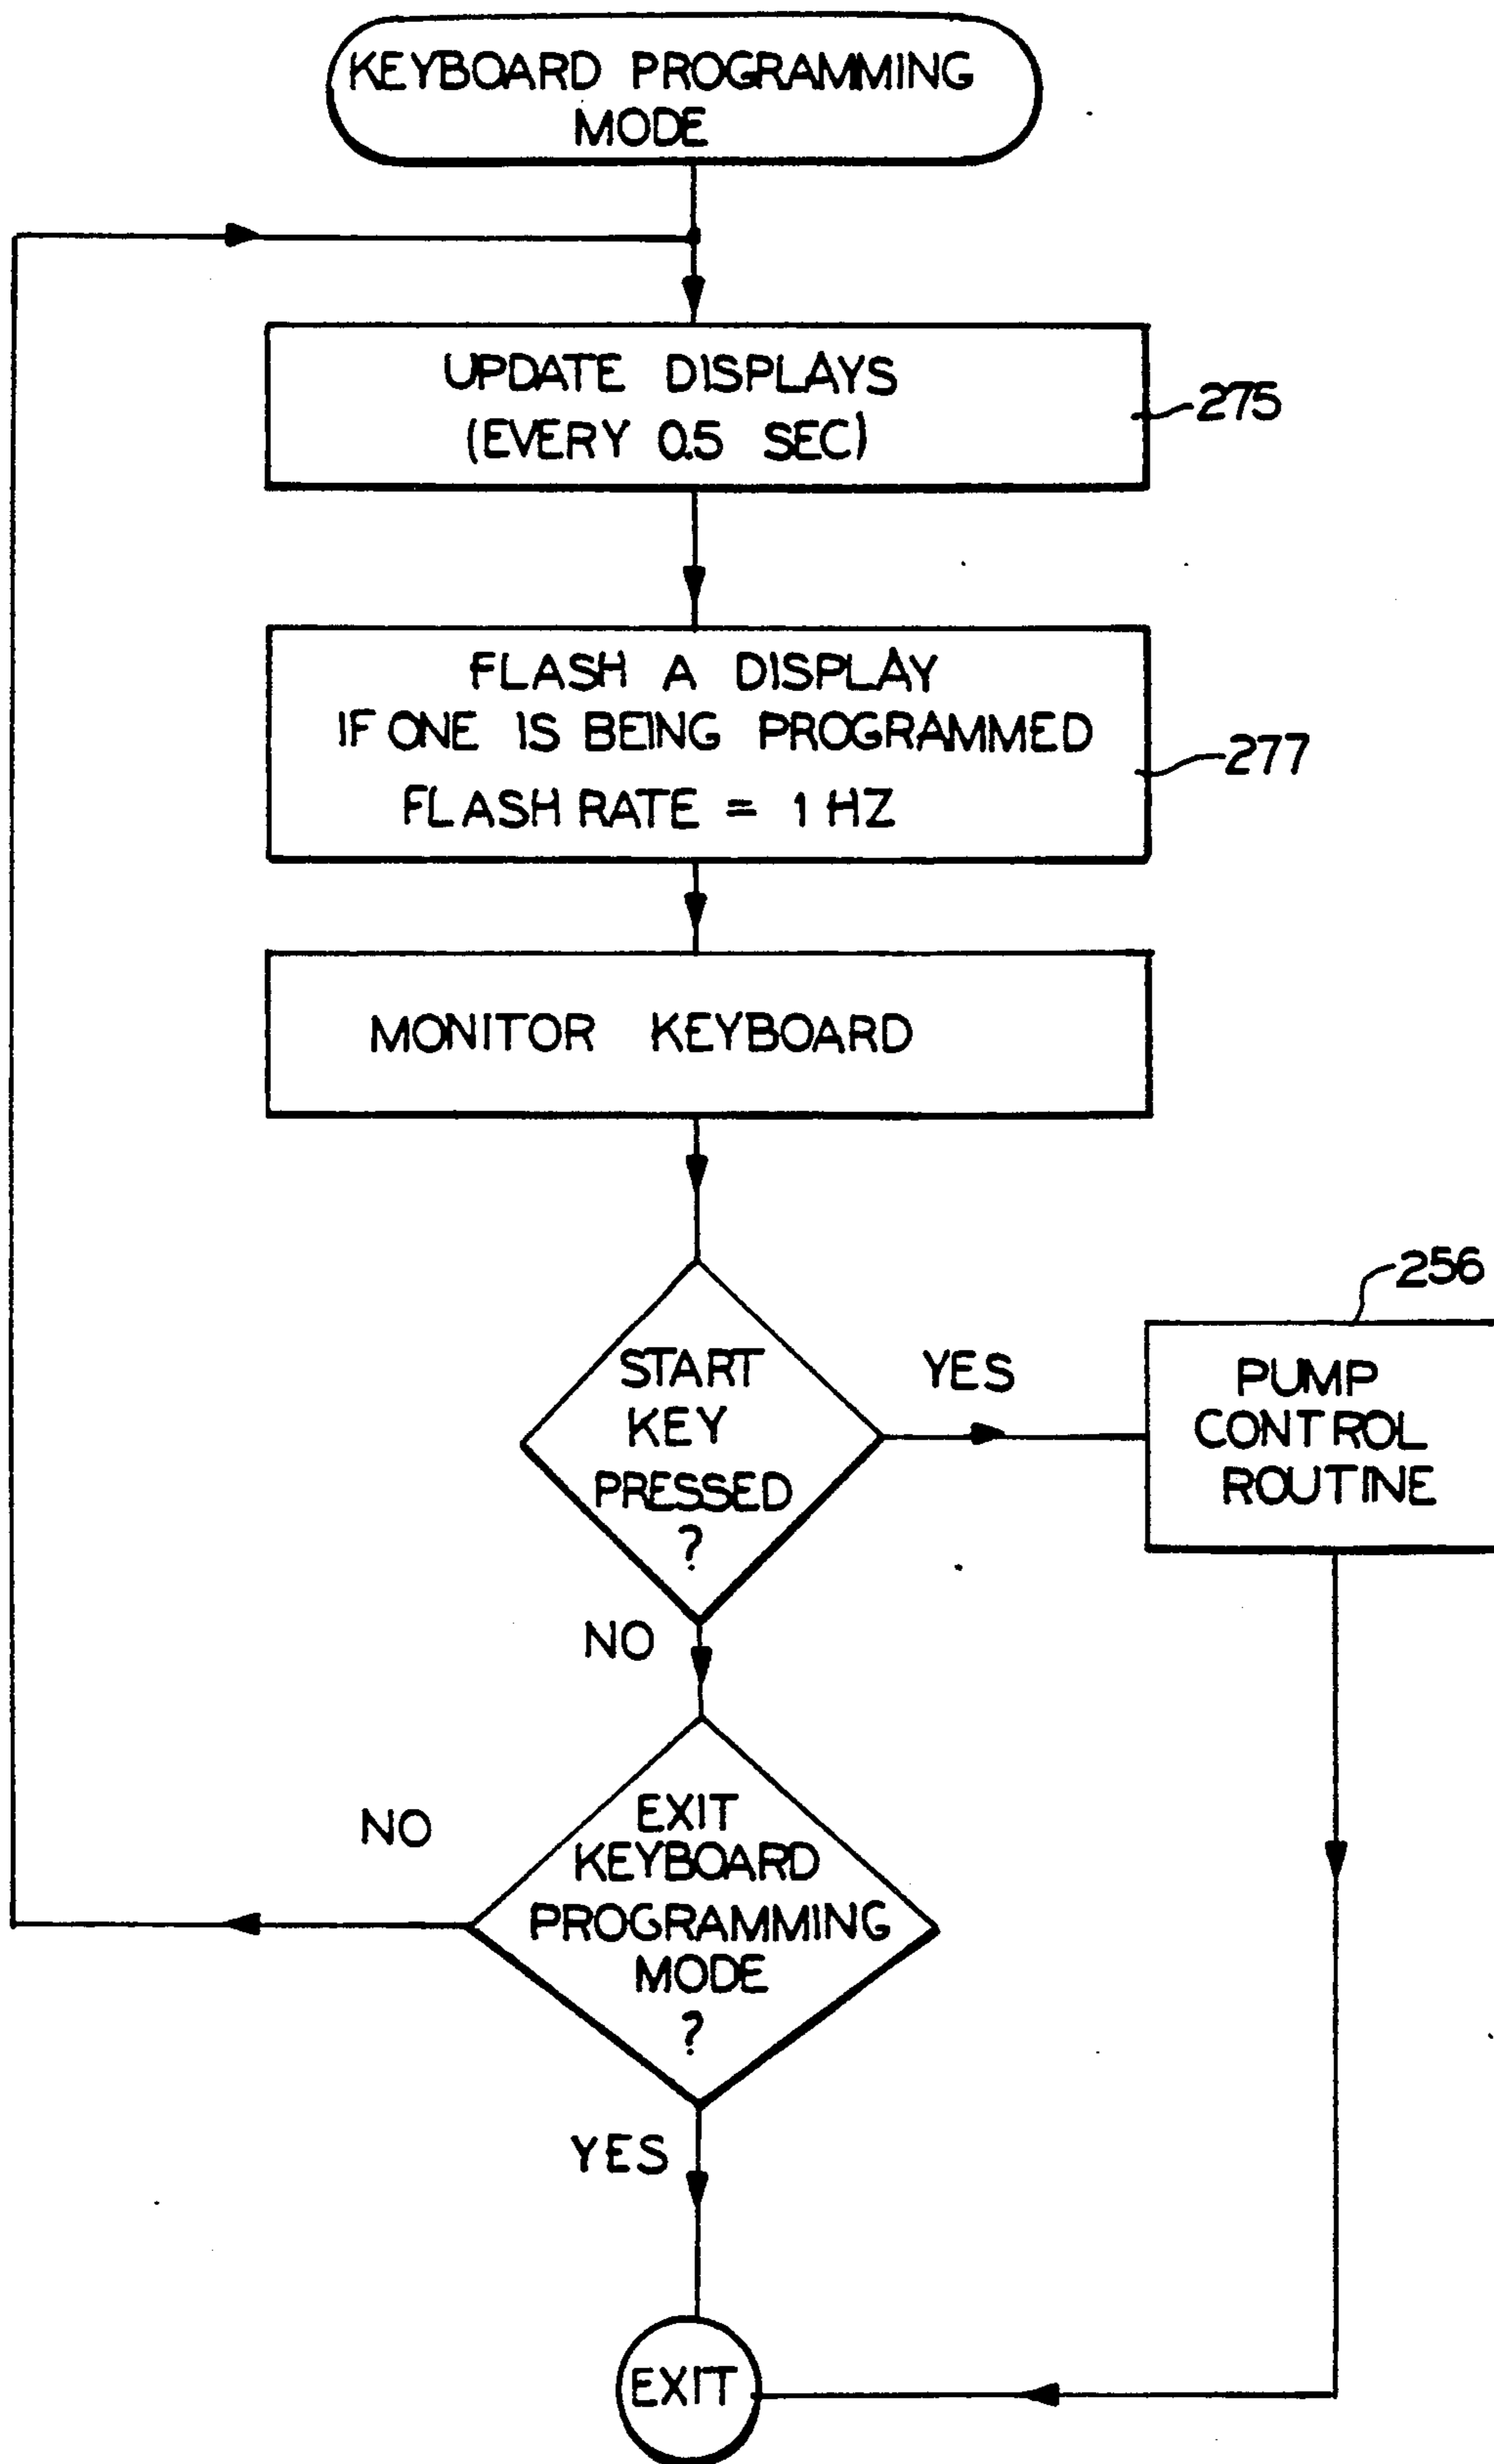 KEYBOARD PROGRAMMING
MODE
UPDATE DISPLAYS
(EVERY 0.5 SEC)
275
FLASH A DISPLAY
IF ONE IS BEING PROGRAMMED
FLASH RATE = 1 HZ
277
MONITOR KEYBOARD
START
KEY
PRESSED
?
YES
256
PUMP
CONTROL
ROUTINE
NO
EXIT
KEYBOARD
PROGRAMMING
MODE
?
NO
YES
EXIT